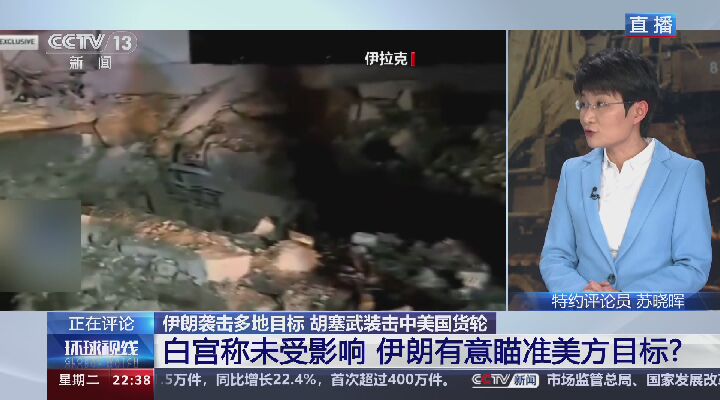 EXCLUSIVE
CCTV 13
新闻
伊拉克
直播
特约评论员 苏晓晖
正在评论
环球视线
伊朗袭击多地目标 胡塞武装击中美国货轮
白宫称未受影响 伊朗有意瞄准美方目标?
星期二 22:38
.5万件，同比增长22.4%，首次超过400万件。 CCTV 新闻 市场监管总局、国家发展改